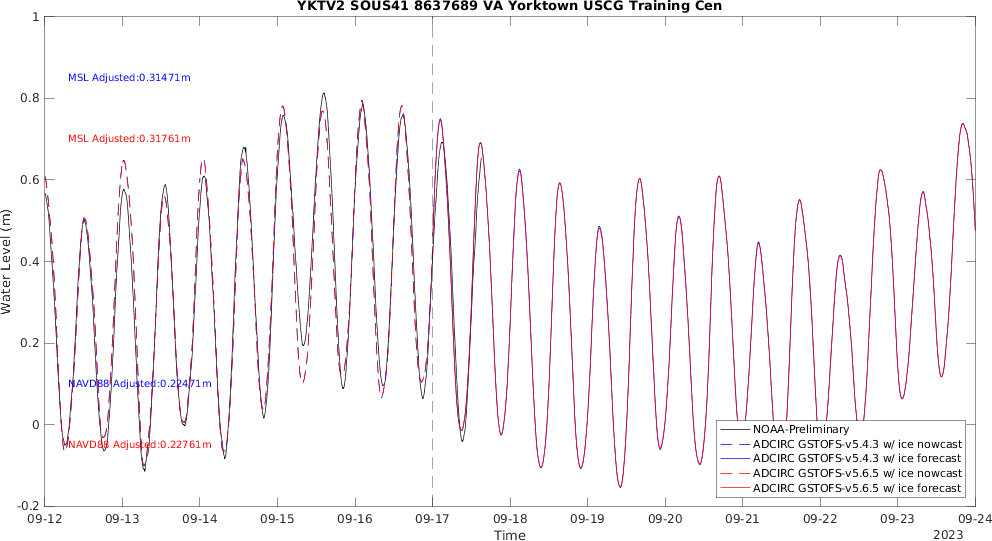 YKTV2 SOUS41 8637689 VA Yorktown USCG Training Cen
1
0.8
0.6
0.4
0.2
0
-0.2
Water Level (m)
MSL Adjusted:0.31471m
MSL Adjusted:0.31761m
NAVD88 Adjusted:0.22471m
NAVD88 Adjusted:0.22761m
NOAA-Preliminary
ADCIRC GSTOFS-v5.4.3 w/ ice nowcast
ADCIRC GSTOFS-v5.4.3 w/ ice forecast
ADCIRC GSTOFS-v5.6.5 w/ ice nowcast
ADCIRC GSTOFS-v5.6.5 w/ ice forecast
09-12 09-13 09-14 09-15 09-16 09-17 09-18 09-19 09-20 09-21 09-22 09-23 09-24
Time
2023